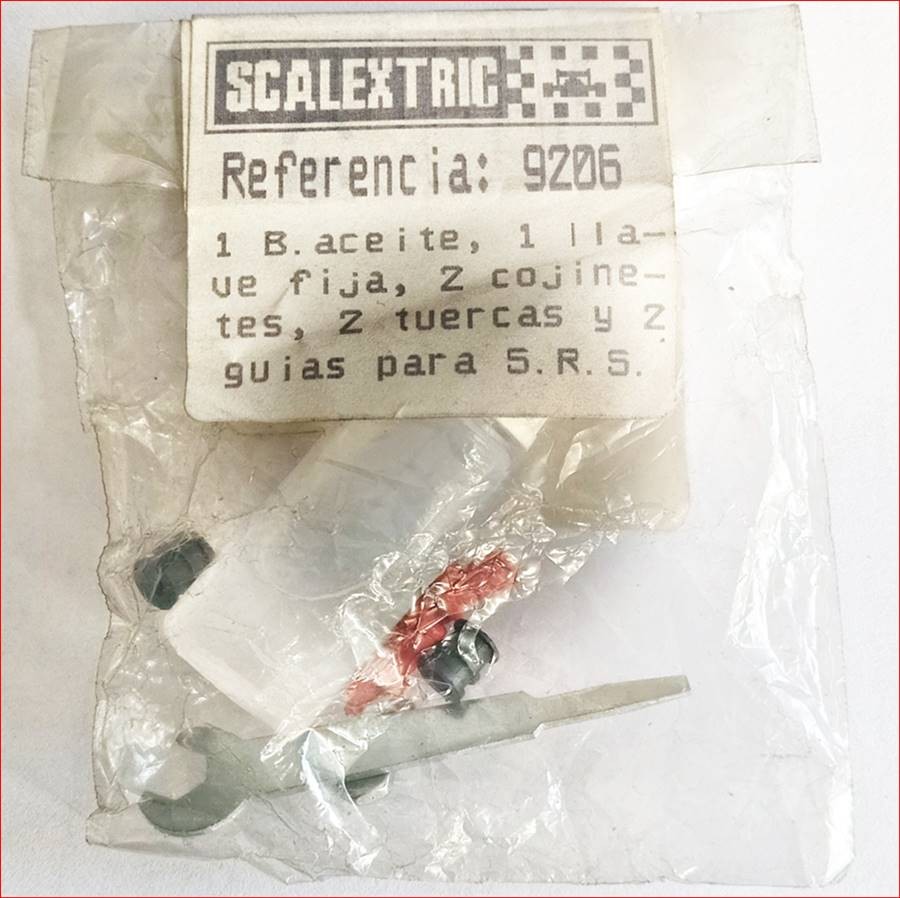 SCALEXTRIC
Referencia: 9206
1 B.aceite, 1 lla-
ve fija, 2 cojine-
tes, 2 tuercas y 2
guias para S.R.S.